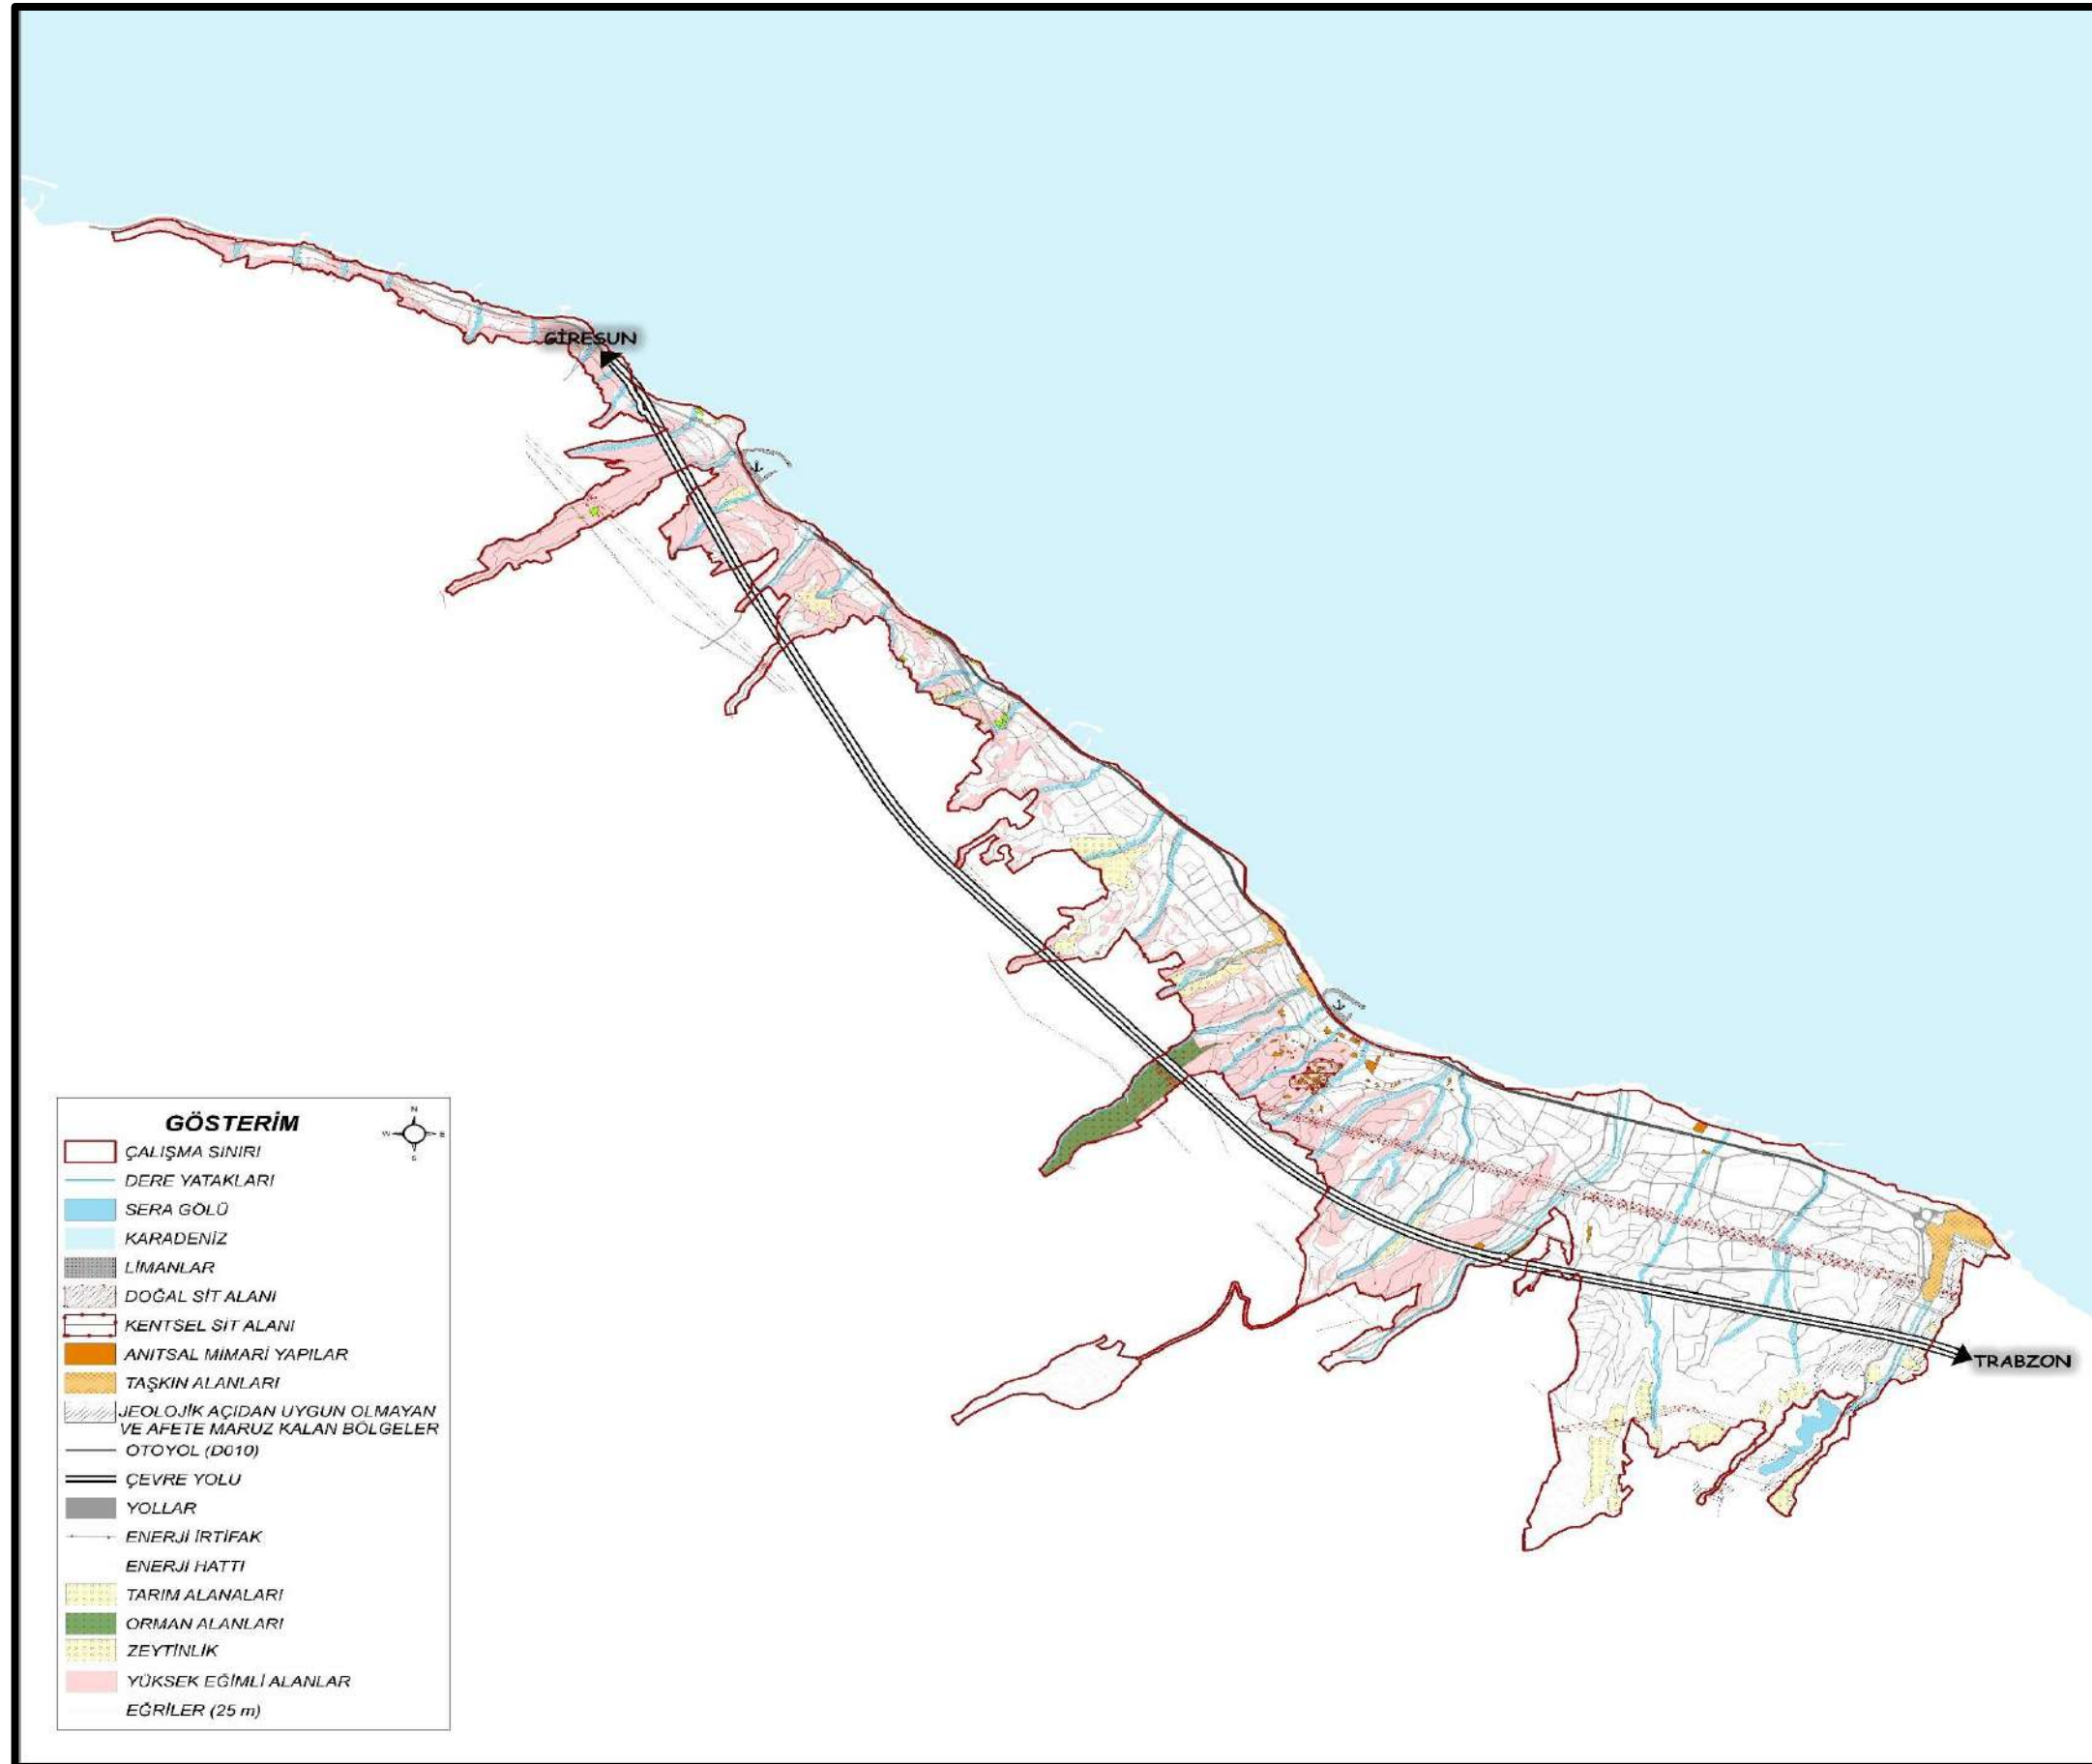 GİRESUN
TRABZON
GÖSTERİM
N
W E
S
ÇALIŞMA SINIRI
DERE YATAKLARI
SERA GÖLÜ
KARADENİZ
LİMANLAR
DOĞAL SİT ALANI
KENTSEL SİT ALANI
ANITSAL MİMARİ YAPILAR
TAŞKIN ALANLARI
JEOLOJİK AÇIDAN UYGUN OLMAYAN
VE AFETE MARUZ KALAN BÖLGELER
OTOYOL (D010)
ÇEVRE YOLU
YOLLAR
ENERJİ İRTİFAK
ENERJİ HATTI
TARIM ALANALARI
ORMAN ALANLARI
ZEYTİNLİK
YÜKSEK EĞİMLİ ALANLAR
EĞRİLER (25 m)